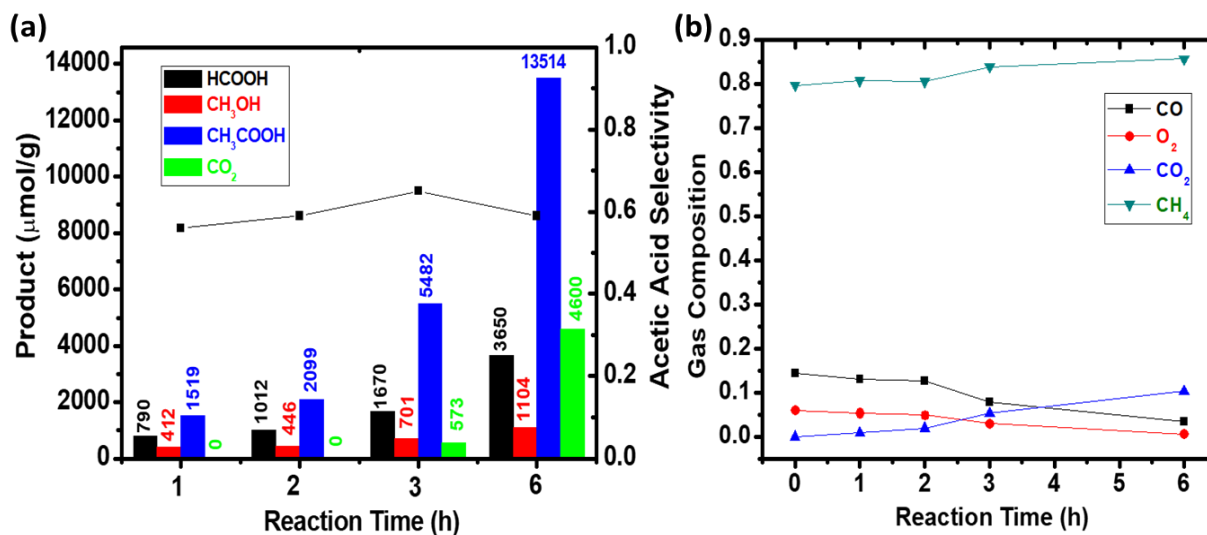 (a)
14000
12000
10000
8000
6000
4000
2000
0
Product (μmol/g)
HCOOH
CH₃OH
CH₃COOH
CO₂
790
412
1519
0
1012
446
2099
0
1670
701
5482
573
3650
1104
13514
4600
1.0
0.8
0.6
0.4
0.2
0.0
Acetic Acid Selectivity
1 2 3 6
Reaction Time (h)
(b)
0.9
0.8
0.7
0.6
0.5
0.4
0.3
0.2
0.1
0.0
Gas Composition
CO
O₂
CO₂
CH₄
0 1 2 3 4 5 6
Reaction Time (h)